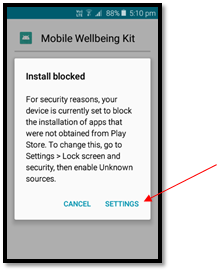 88% 5:10 pm
Mobile Wellbeing Kit
Install blocked
For security reasons, your
device is currently set to block
the installation of apps that
were not obtained from Play
Store. To change this, go to
Settings > Lock screen and
security, then enable Unknown
sources.
CANCEL SETTINGS